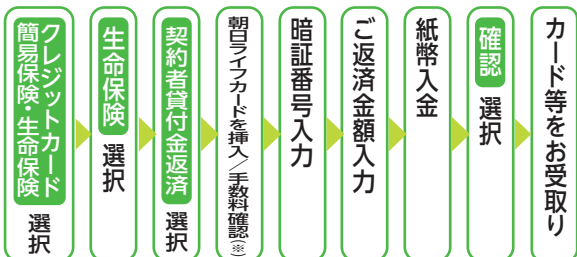 クレジットカード
簡易保険・生命保険
選択
生命保険
選択
契約者貸付金返済
選択
朝日ライフカードを挿入／手数料確認(※)
暗証番号入力
ご返済金額入力
紙幣入金
確認
選択
カード等をお受取り